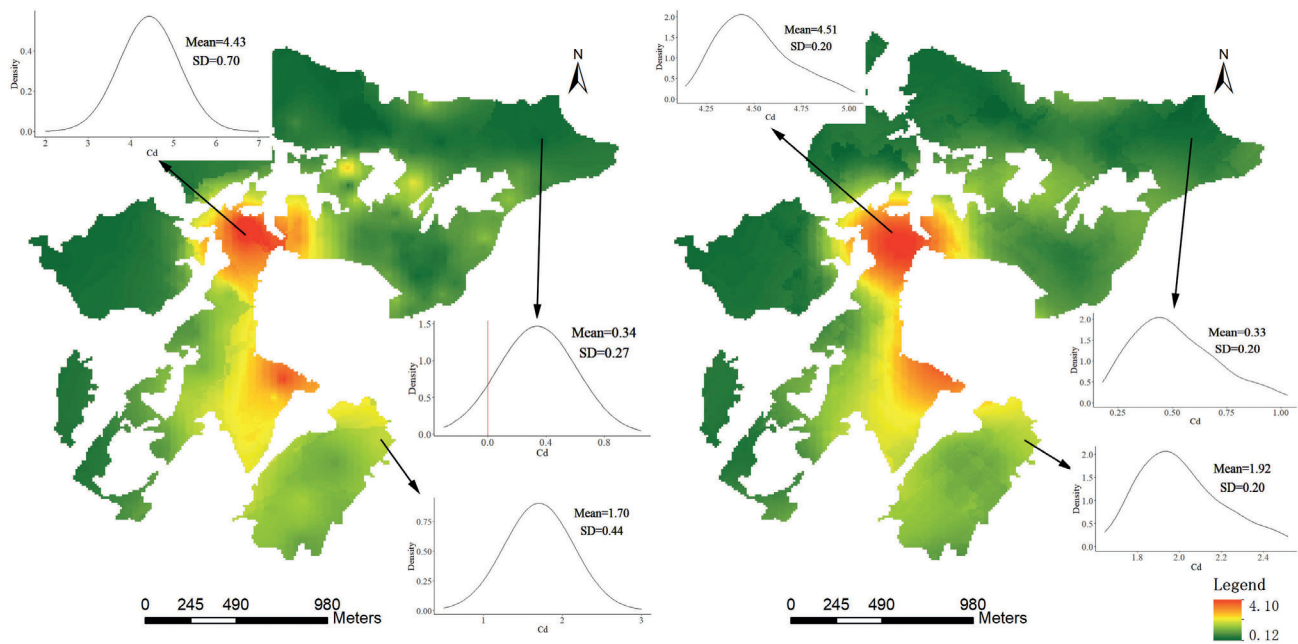 Mean=4.43
SD=0.70
Density
0.4
0.2
0.0
2 3 4 5 6 7
Cd
N
Mean=0.34
SD=0.27
Density
1.5
1.0
0.5
0.0
0.0 0.4 0.8
Cd
Mean=1.70
SD=0.44
Density
0.75
0.50
0.25
0.00
1 2 3
Cd
0 245 490 980
Meters
Mean=4.51
SD=0.20
Density
2.0
1.5
1.0
0.5
0.0
4.25 4.50 4.75 5.00
Cd
N
Mean=0.33
SD=0.20
Density
2.0
1.5
1.0
0.5
0.0
0.25 0.50 0.75 1.00
Cd
Mean=1.92
SD=0.20
Density
2.0
1.5
1.0
0.5
0.0
1.8 2.0 2.2 2.4
Cd
0 245 490 980
Meters
Legend
4.10
0.12